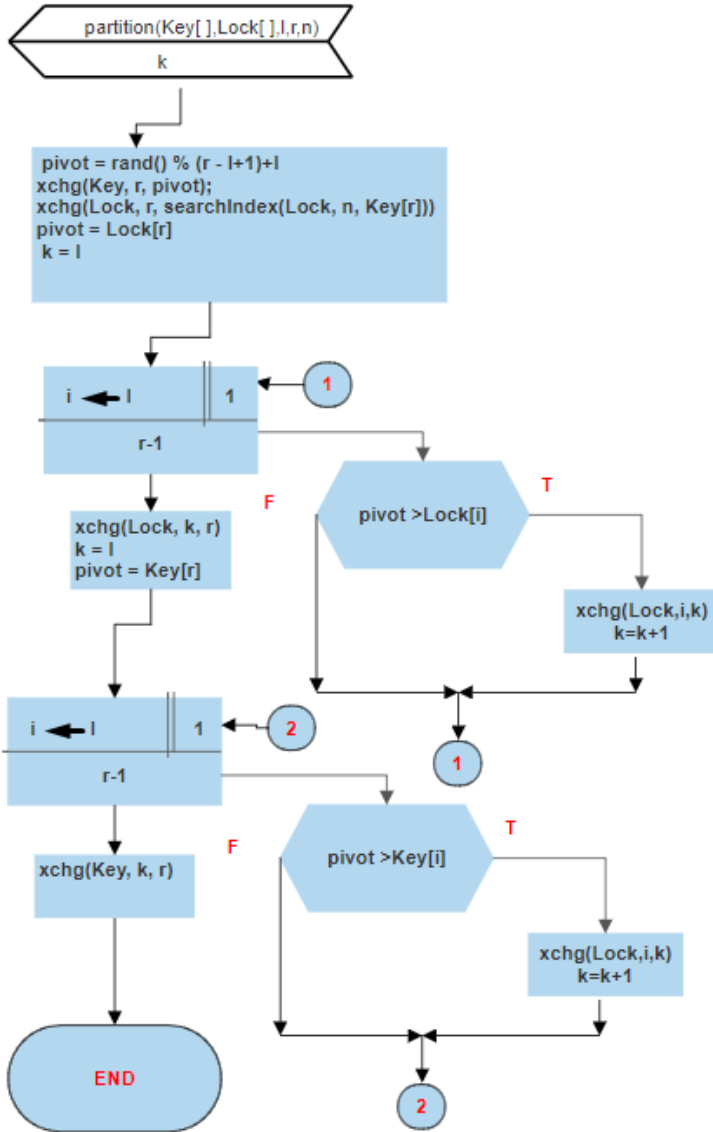 partition(Key[ ],Lock[ ],l,r,n)
k
pivot = rand() % (r - l+1)+l
xchg(Key, r, pivot);
xchg(Lock, r, searchIndex(Lock, n, Key[r]))
pivot = Lock[r]
k = l
i l 1
r-1
1
F
T
pivot >Lock[i]
xchg(Lock, k, r)
k = l
pivot = Key[r]
xchg(Lock,i,k)
k=k+1
i l 1
r-1
2
1
F
T
pivot >Key[i]
xchg(Key, k, r)
xchg(Lock,i,k)
k=k+1
END
2